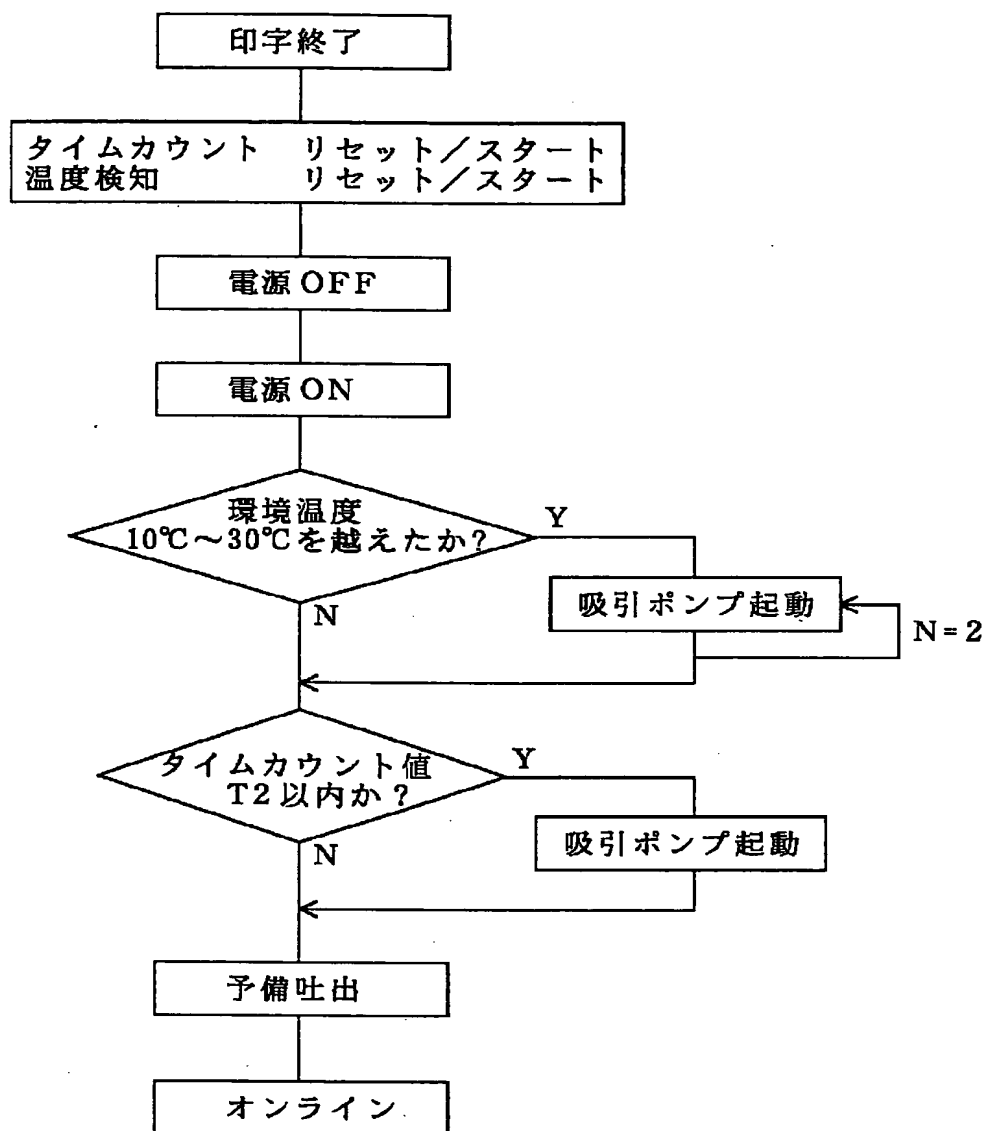 印字終了
タイムカウント リセット／スタート
温度検知 リセット／スタート
電源OFF
電源ON
環境温度
10℃～30℃を越えたか?
Y
N
吸引ポンプ起動
N=2
タイムカウント値
T2以内か?
Y
N
吸引ポンプ起動
予備吐出
オンライン